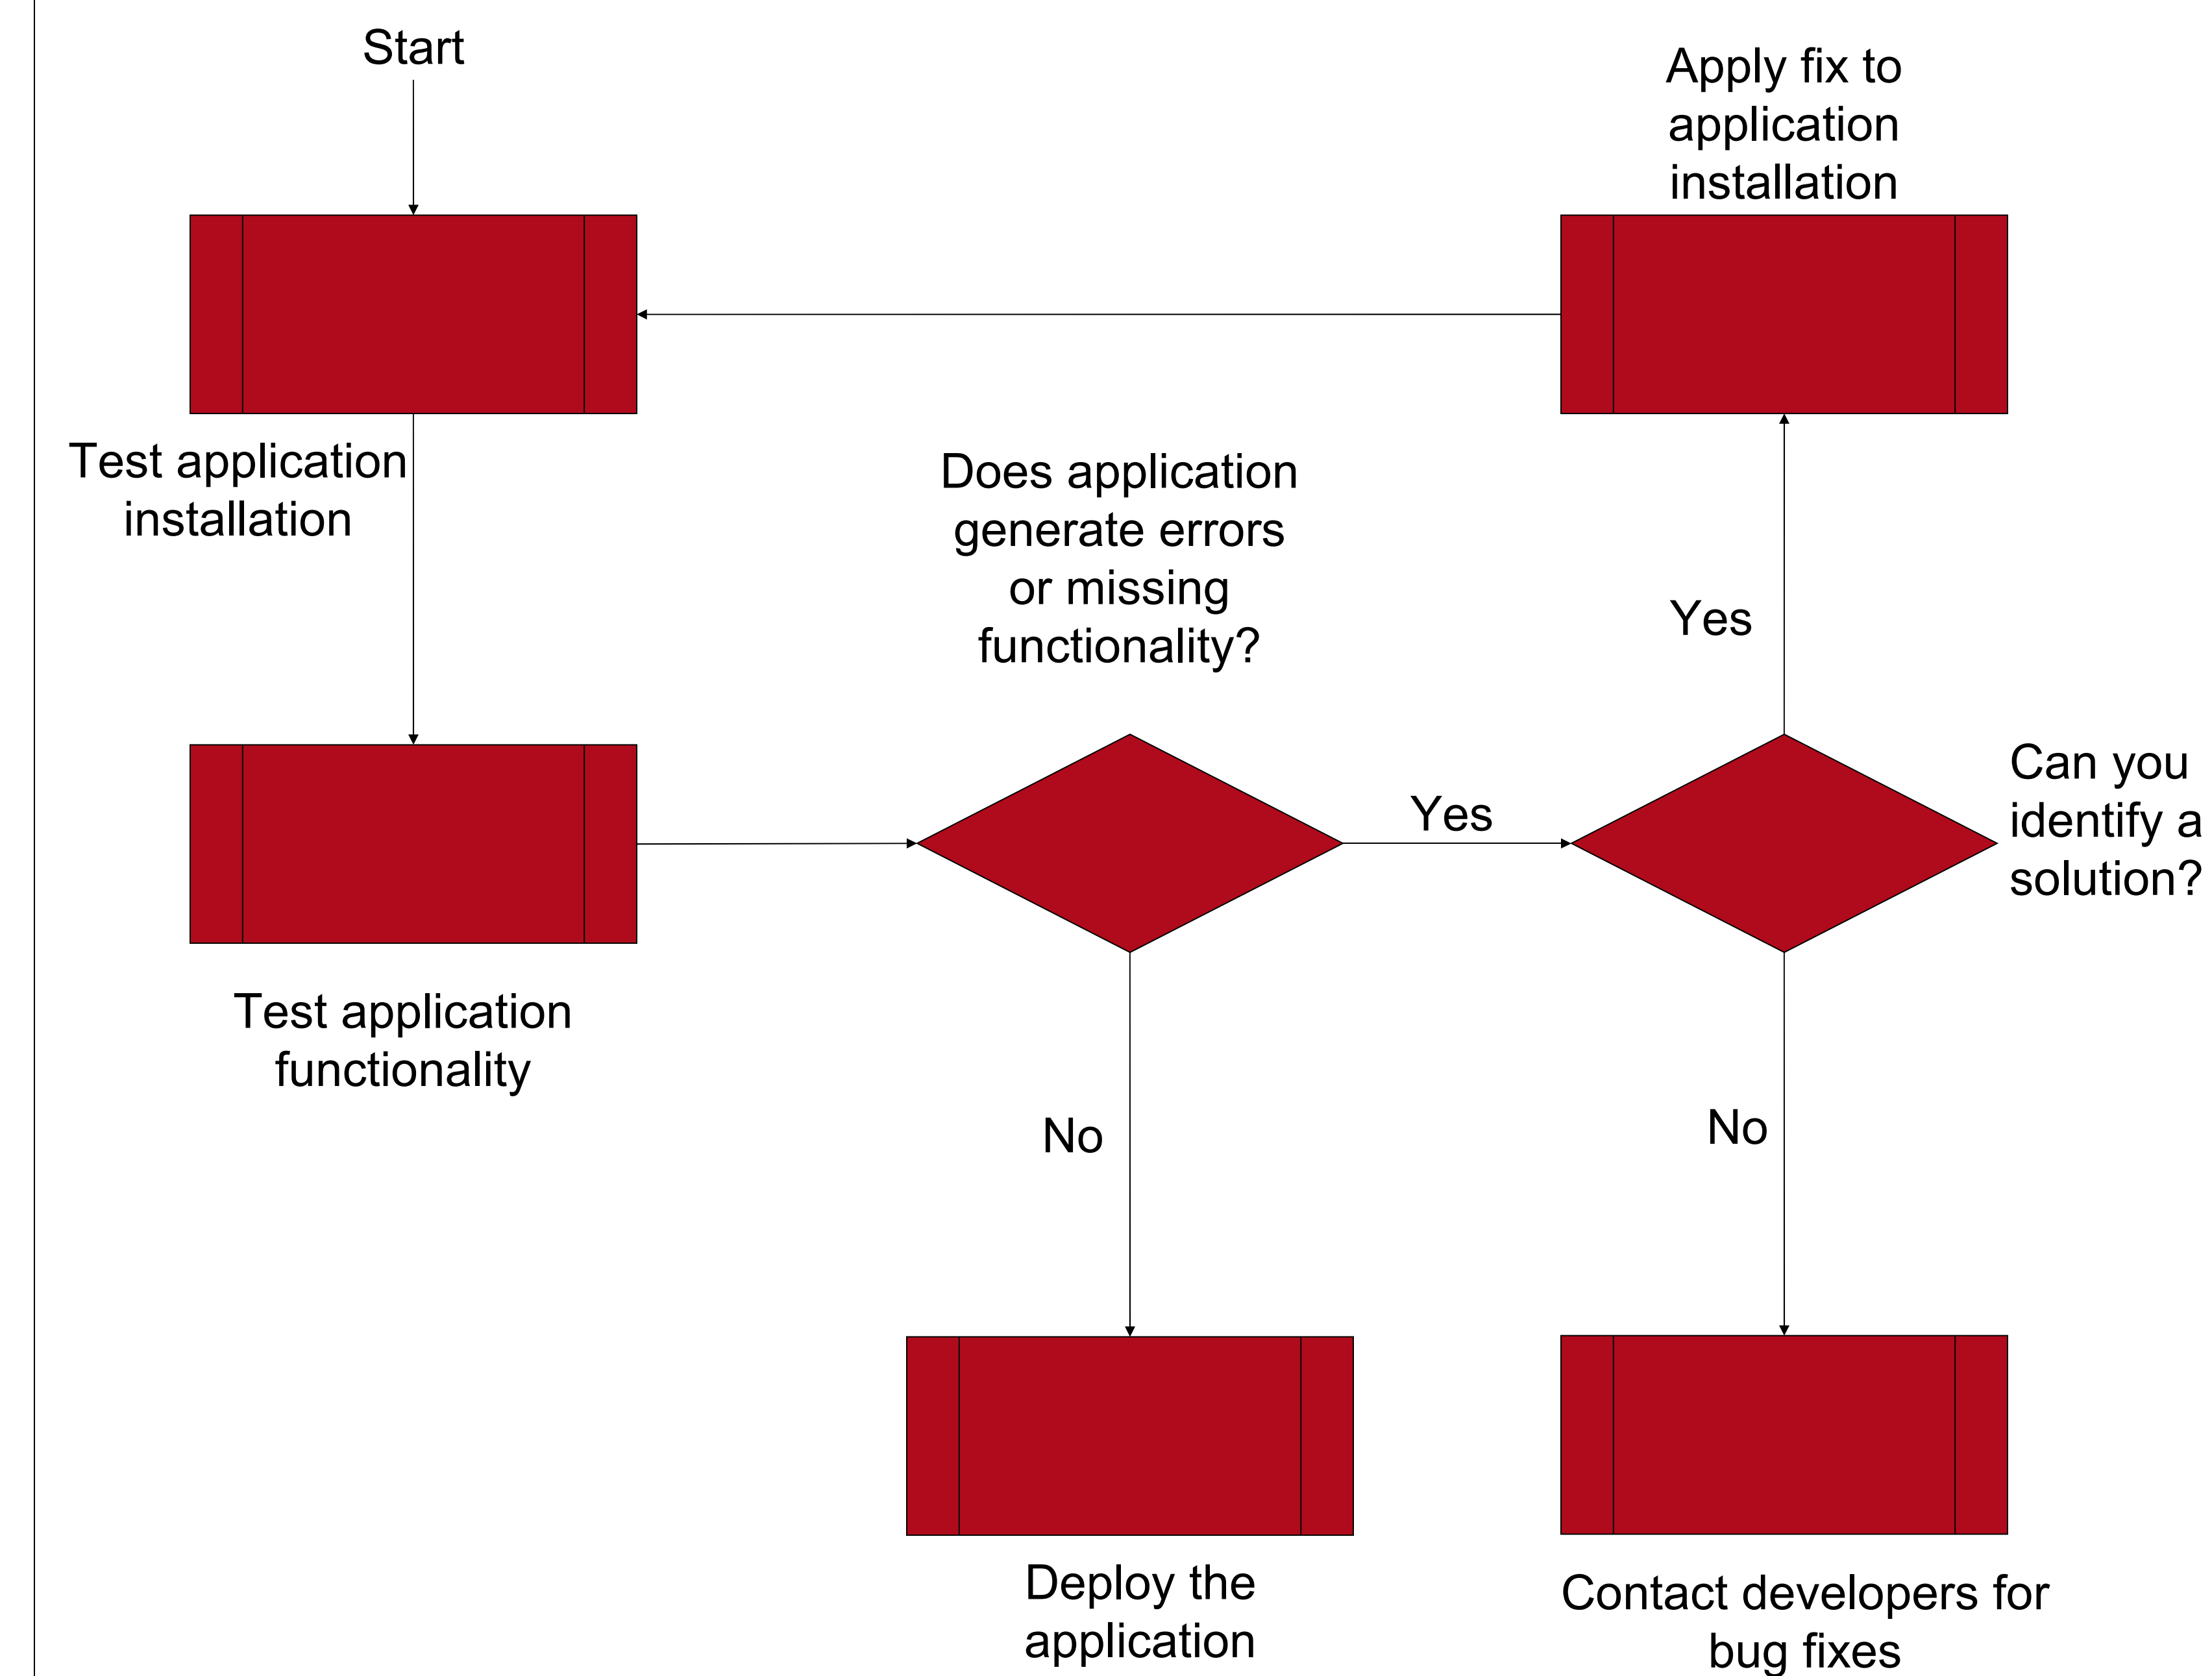 Start
Apply fix to
application
installation
Test application
installation
Does application
generate errors
or missing
functionality?
Yes
Can you
identify a
solution?
Yes
Test application
functionality
No
No
Deploy the
application
Contact developers for
bug fixes